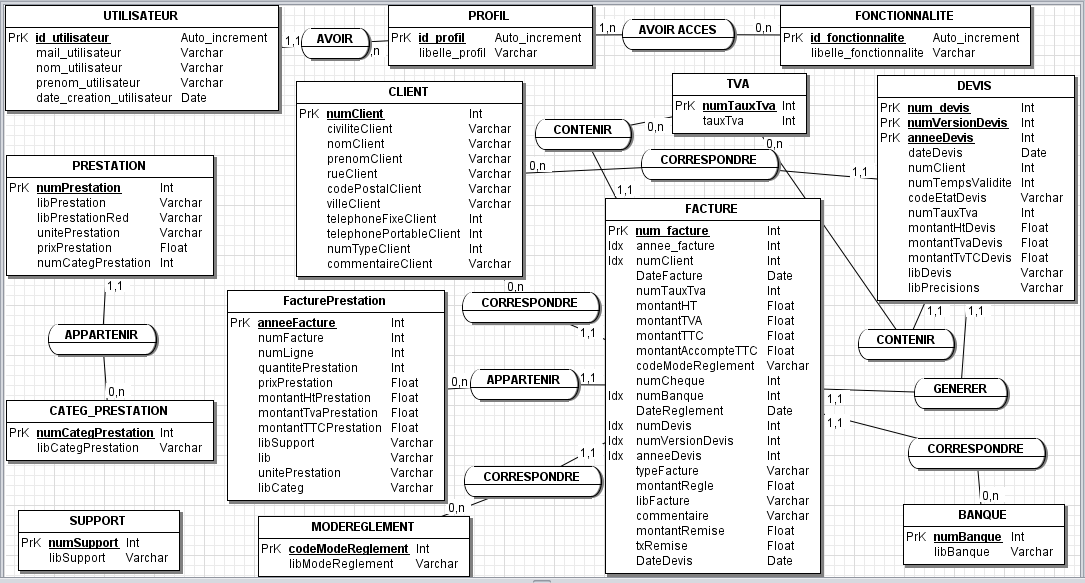 UTILISATEUR
PrK id_utilisateur Auto_increment
mail_utilisateur Varchar
nom_utilisateur Varchar
prenom_utilisateur Varchar
date_creation_utilisateur Date
1,1
AVOIR
,n
PROFIL
PrK id_profil Auto_increment
libelle_profil Varchar
1,n
AVOIR ACCES
0,n
FONCTIONNALITE
PrK id_fonctionnalite Auto_increment
libelle_fonctionnalite Varchar
CLIENT
PrK numClient Int
civiliteClient Varchar
nomClient Varchar
prenomClient Varchar
rueClient Varchar
codePostalClient Varchar
villeClient Varchar
telephoneFixeClient Int
telephonePortableClient Int
numTypeClient Int
commentaireClient Varchar
TVA
PrK numTauxTva Int
tauxTva Int
CONTENIR
0,n
0,n
CORRESPONDRE
0,n
1,1
1,1
DEVIS
PrK num_devis Int
PrK numVersionDevis Int
PrK anneeDevis Int
dateDevis Date
numClient Int
numTempsValidite Int
codeEtatDevis Varchar
numTauxTva Int
montantHtDevis Float
montantTvaDevis Float
montantTvTCDevis Float
libDevis Varchar
libPrecisions Varchar
PRESTATION
PrK numPrestation Int
libPrestation Varchar
libPrestationRed Varchar
unitePrestation Varchar
prixPrestation Float
numCategPrestation Int
1,1
APPARTENIR
0,n
CATEG_PRESTATION
PrK numCategPrestation Int
libCategPrestation Varchar
FacturePrestation
PrK anneeFacture Int
numFacture Int
numLigne Int
quantitePrestation Int
prixPrestation Float
montantHtPrestation Float
montantTvaPrestation Float
montantTTCPrestation Float
libSupport Varchar
lib Varchar
unitePrestation Varchar
libCateg Varchar
0,n
CORRESPONDRE
1,1
0,n
APPARTENIR
1,1
1,1
CORRESPONDRE
0,n
FACTURE
PrK num_facture Int
Idx annee_facture Int
Idx numClient Int
DateFacture Date
numTauxTva Int
montantHT Float
montantTVA Float
montantTTC Float
montantAccompteTTC Float
codeModeReglement Varchar
numCheque Int
Idx numBanque Int
DateReglement Date
Idx numDevis Int
Idx numVersionDevis Int
Idx anneeDevis Int
typeFacture Varchar
montantRegle Float
libFacture Varchar
commentaire Varchar
montantRemise Float
txRemise Float
DateDevis Date
1,1
1,1
CONTENIR
GENERER
1,1
1,1
CORRESPONDRE
0,n
BANQUE
PrK numBanque Int
libBanque Varchar
SUPPORT
PrK numSupport Int
libSupport Varchar
MODEREGLEMENT
PrK codeModeReglement Int
libModeReglement Varchar